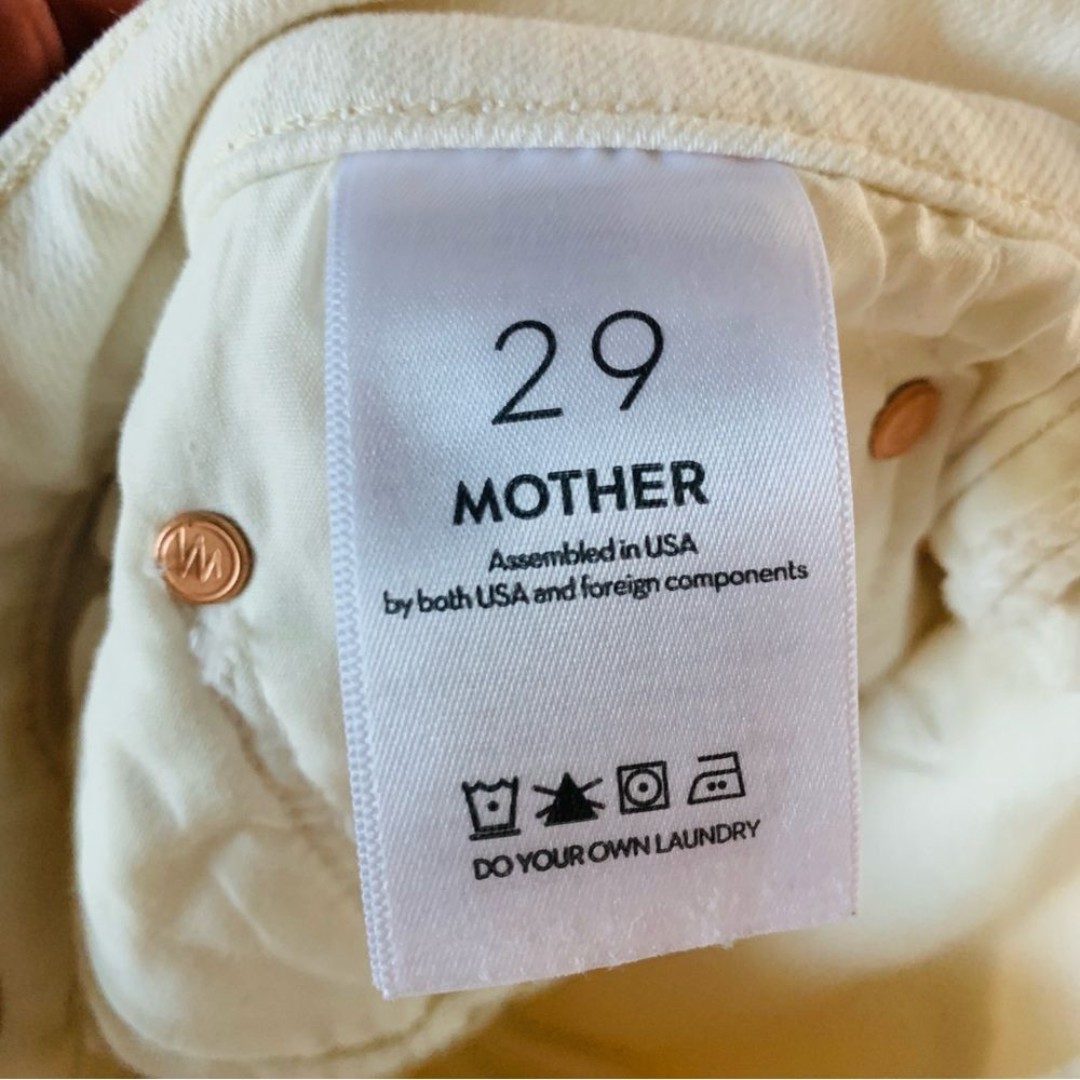 29
MOTHER
Assembled in USA
by both USA and foreign components
DO YOUR OWN LAUNDRY